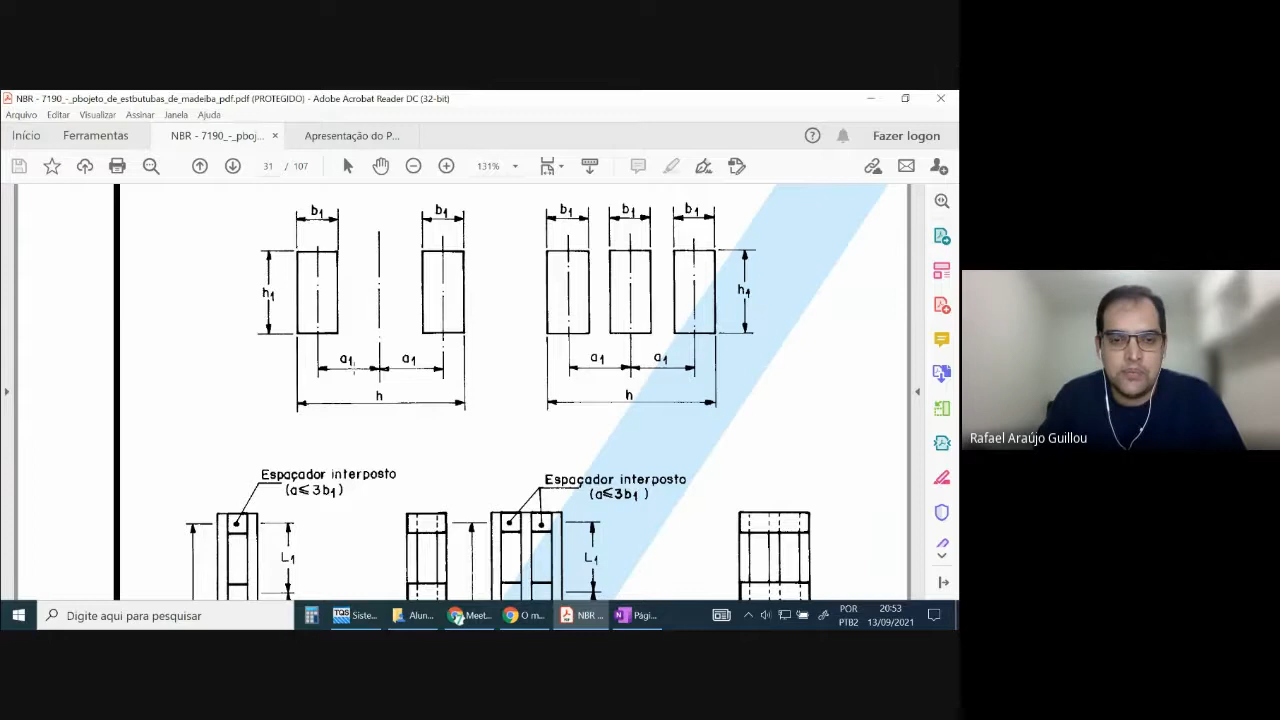 NBR - 7190_-_pbojeto_de_estbutubas_de_madeiba_pdf.pdf (PROTEGIDO) - Adobe Acrobat Reader DC (32-bit)
Arquivo Editar Visualizar Assinar Janela Ajuda
Início Ferramentas NBR - 7190_-_pboj... × Apresentação do P... Fazer logon
31 / 107 131%
b1 b1 b1 b1 b1
h1 h1
a1 a1 a1 a1
h h
Espaçador interposto
(a≤3b1)
Espaçador interposto
(a≤3b1)
L1 L1
Rafael Araújo Guillou
Digite aqui para pesquisar
TQS Siste... Alun... Meet... O m... NBR ... Pági...
POR
PTB2
20:53
13/09/2021